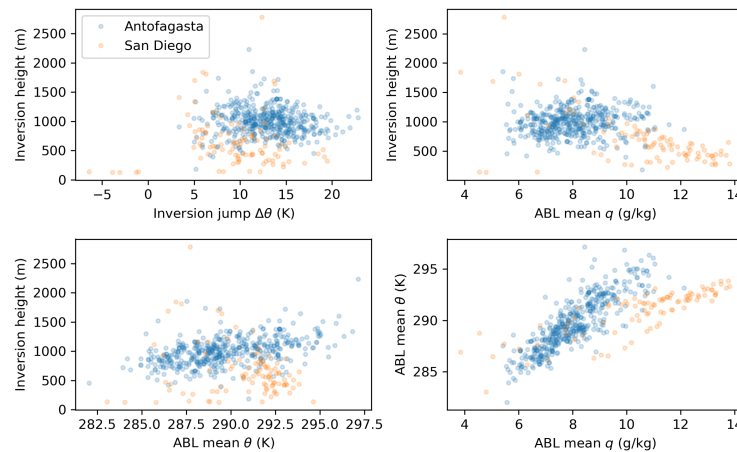 Antofagasta
San Diego
Inversion height (m)
2500
2000
1500
1000
500
0
−5 0 5 10 15 20
Inversion jump Δθ (K)
Inversion height (m)
2500
2000
1500
1000
500
4 6 8 10 12 14
ABL mean q (g/kg)
Inversion height (m)
2500
2000
1500
1000
500
0
282.5 285.0 287.5 290.0 292.5 295.0 297.5
ABL mean θ (K)
ABL mean θ (K)
295
290
285
4 6 8 10 12 14
ABL mean q (g/kg)